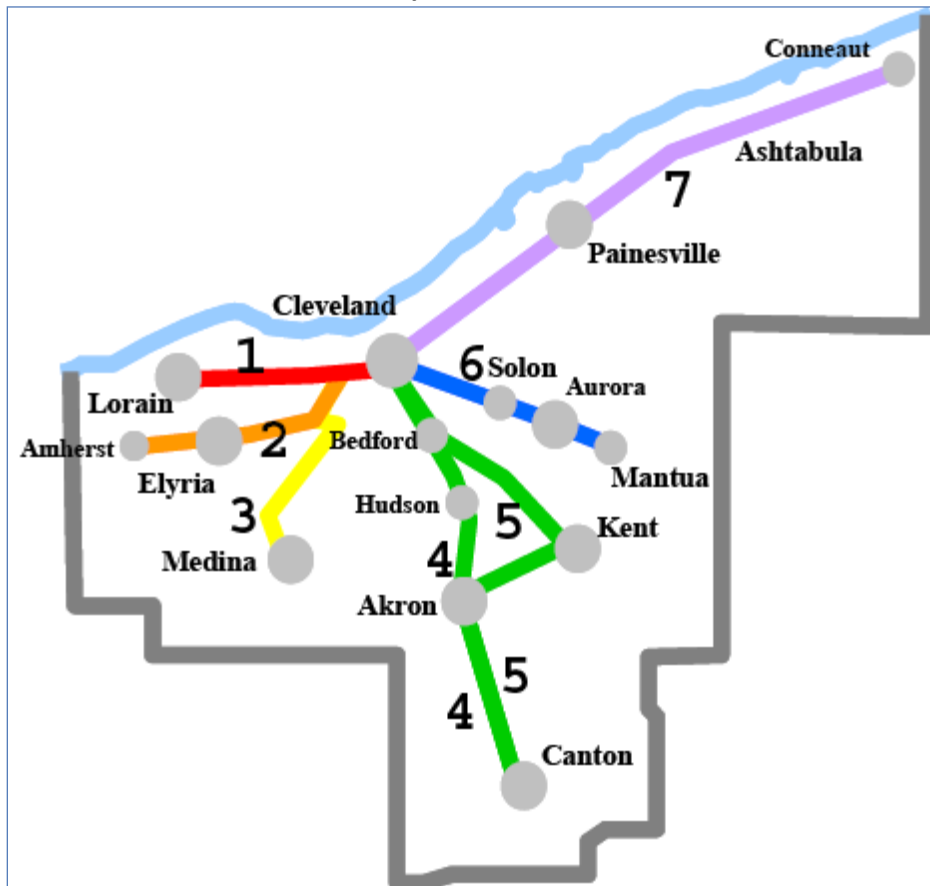 Conneaut
Ashtabula
7
Painesville
Cleveland
1
6
Solon
Aurora
Lorain
Amherst
2
Bedford
Mantua
Elyria
Hudson
3
5
Kent
Medina
4
Akron
5
4
Canton